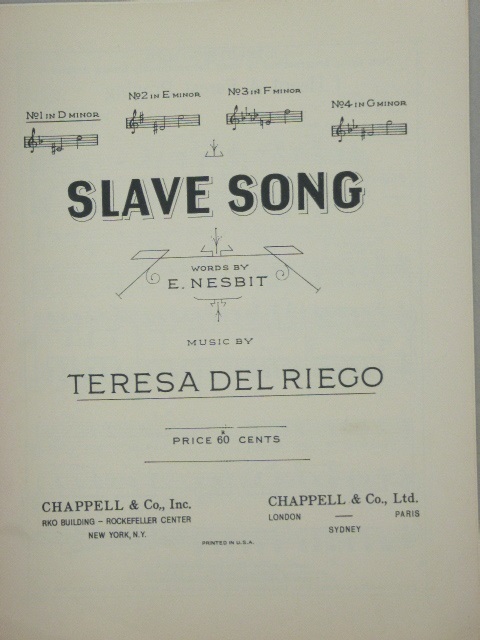 No1 IN D MINOR
No2 IN E MINOR
No3 IN F MINOR
No4 IN G MINOR
SLAVE SONG
WORDS BY
E. NESBIT
MUSIC BY
TERESA DEL RIEGO
PRICE 60 CENTS
CHAPPELL & Co., Inc.
RKO BUILDING – ROCKEFELLER CENTER
NEW YORK, N.Y.
CHAPPELL & Co., Ltd.
LONDON — PARIS
SYDNEY
PRINTED IN U.S.A.